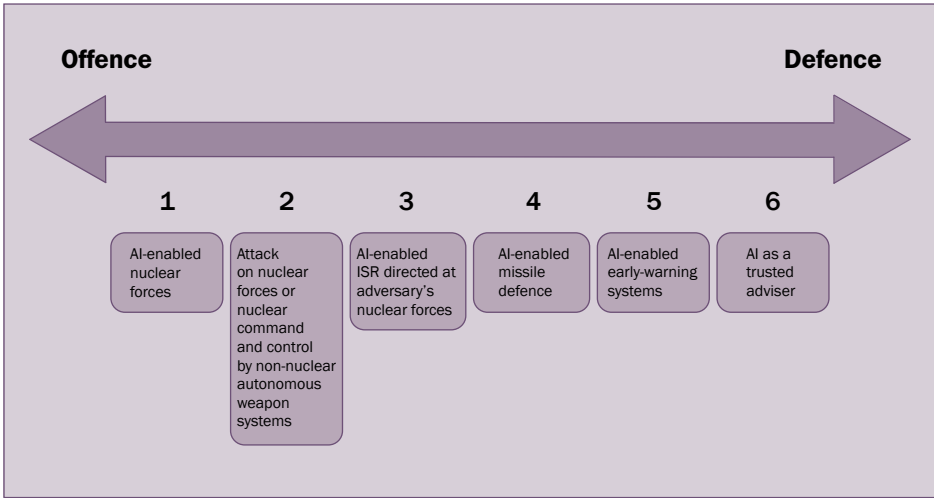 Offence
Defence
1
2
3
4
5
6
AI-enabled
nuclear
forces
Attack
on nuclear
forces or
nuclear
command
and control
by non-nuclear
autonomous
weapon
systems
AI-enabled
ISR directed at
adversary's
nuclear forces
AI-enabled
missile
defence
AI-enabled
early-warning
systems
AI as a
trusted
adviser